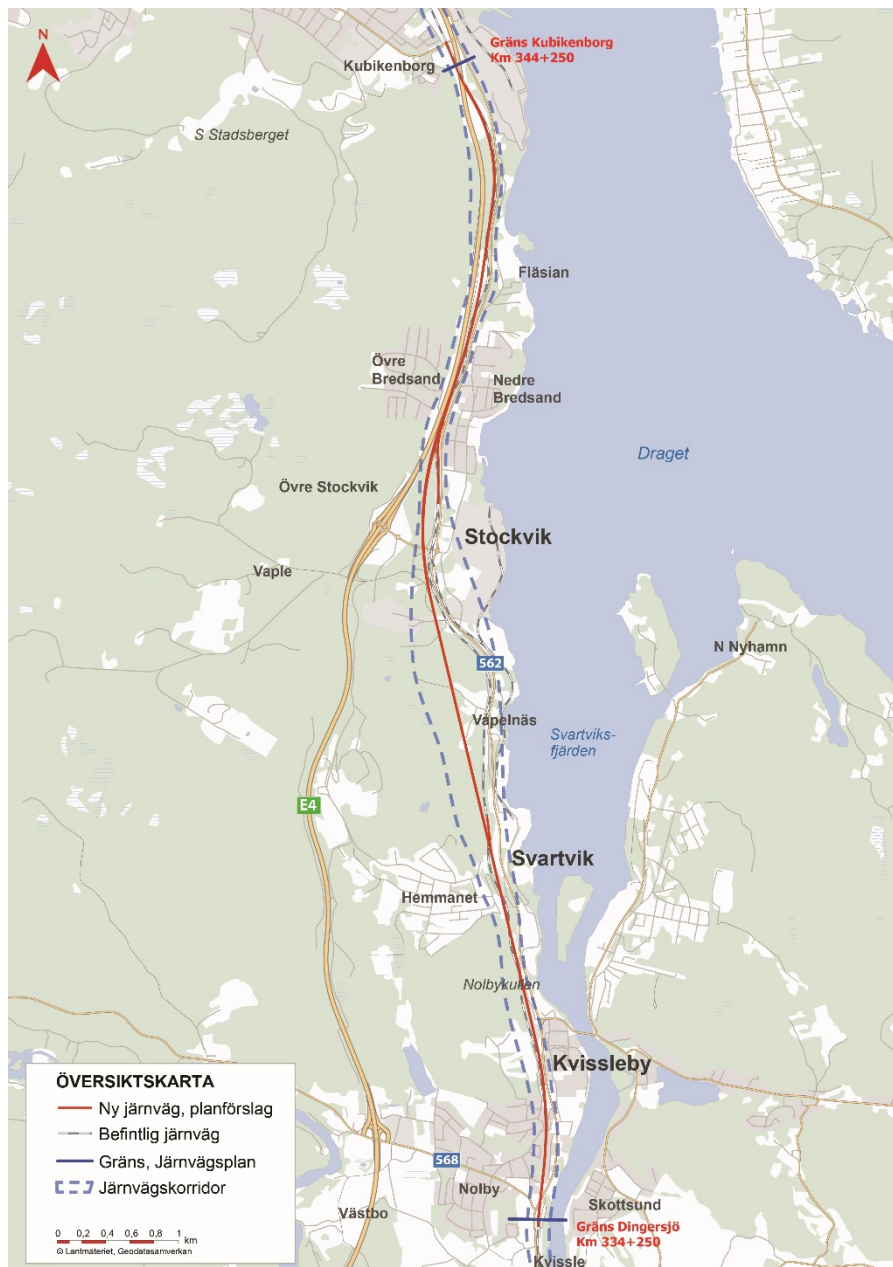 N
Gräns Kubikenborg
Km 344+250
Kubikenborg
S Stadsberget
Fläsian
Övre
Bredsand
Nedre
Bredsand
Draget
Övre Stockvik
Stockvik
Vaple
N Nyhamn
562
Vapelnäs
Svartviks-
fjärden
E4
Svartvik
Hemmanet
Nolbykullen
Kvissleby
ÖVERSIKTSKARTA
Ny järnväg, planförslag
Befintlig järnväg
Gräns, Järnvägsplan
Järnvägskorridor
0 0,2 0,4 0,6 0,8 1
km
© Lantmäteriet, Geodatasamverkan
568
Nolby
Västbo
Skottsund
Gräns Dingersjö
Km 334+250
Kvissle